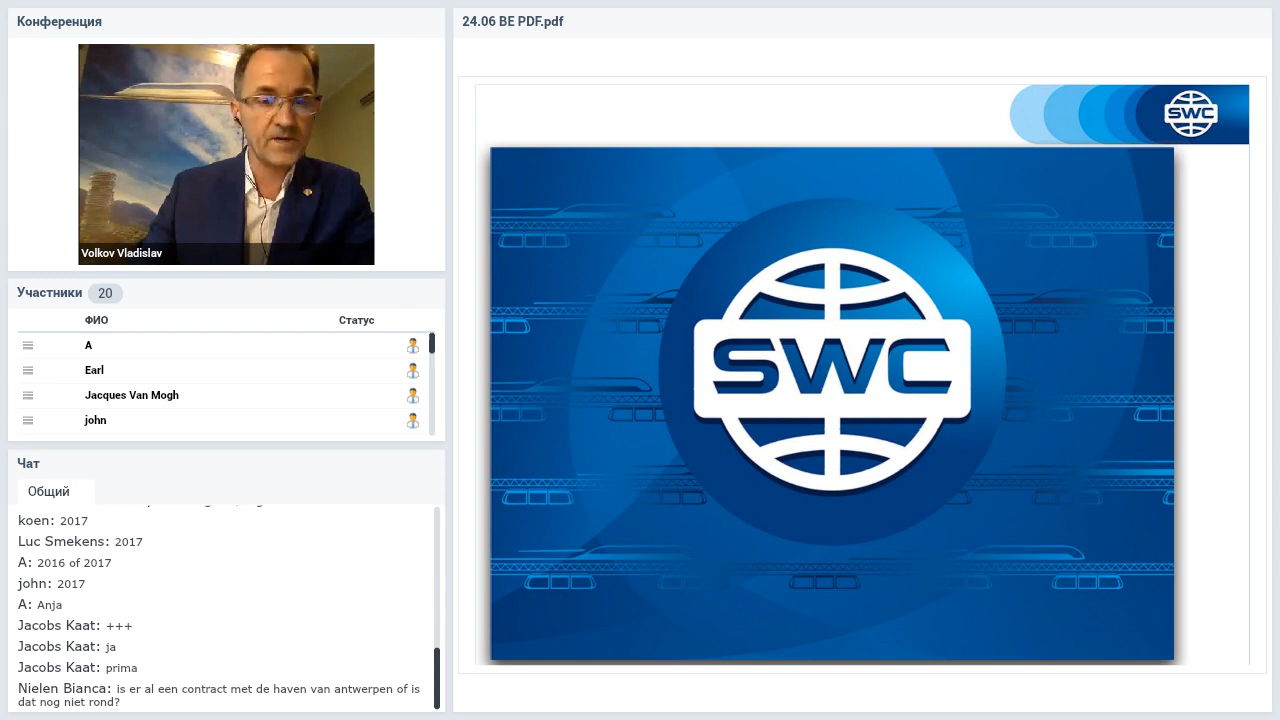 Конференция
Volkov Vladislav
Участники 20
ФИО Статус
A
Earl
Jacques Van Mogh
john
Чат
Общий
koen: 2017
Luc Smekens: 2017
A: 2016 of 2017
john: 2017
A: Anja
Jacobs Kaat: +++
Jacobs Kaat: ja
Jacobs Kaat: prima
Nielen Bianca: is er al een contract met de haven van antwerpen of is
dat nog niet rond?
24.06 BE PDF.pdf
SWC
SWC